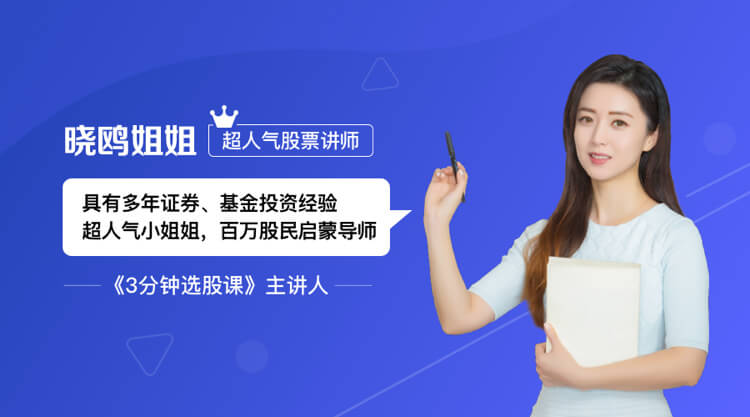 晓鸥姐姐
超人气股票讲师
具有多年证券、基金投资经验
超人气小姐姐，百万股民启蒙导师
《3分钟选股课》主讲人